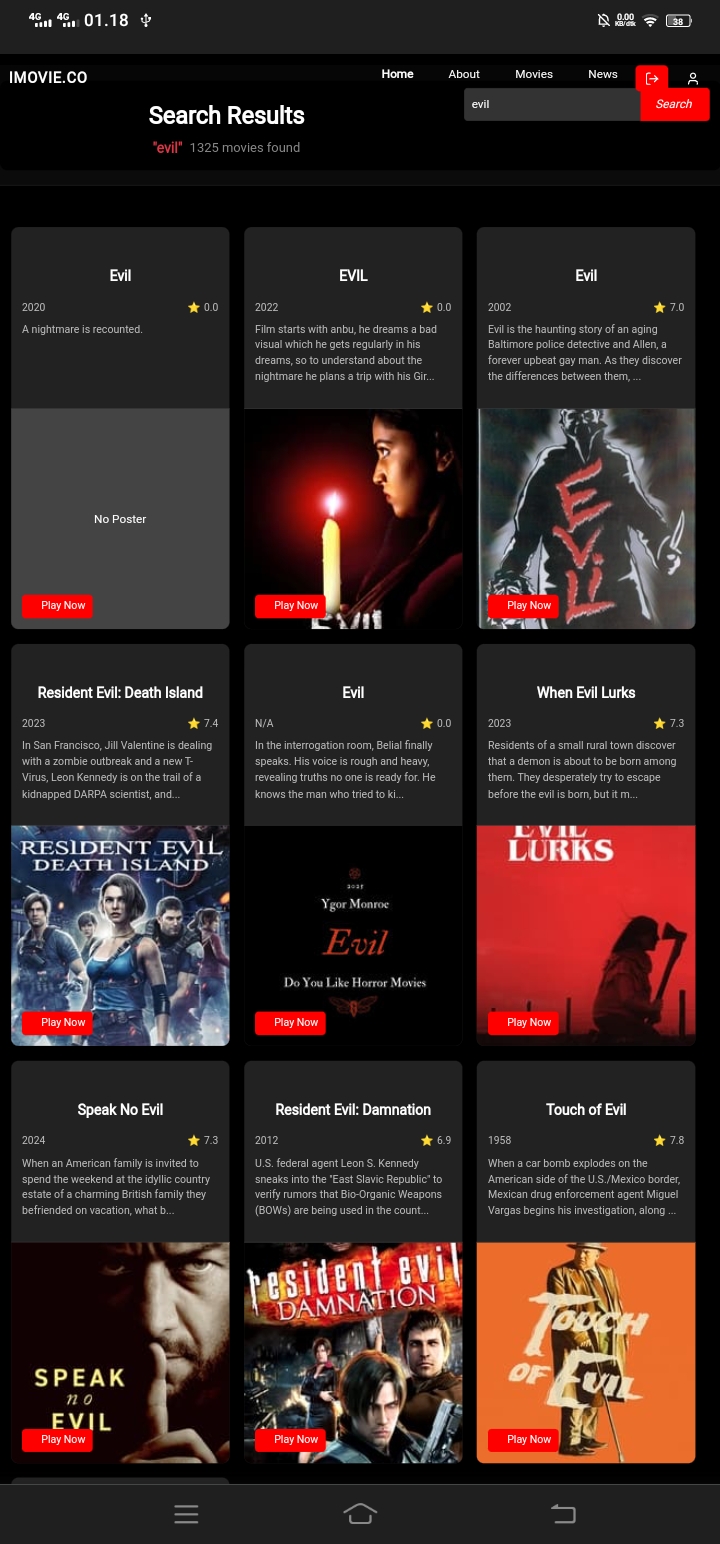 4G 4G 01.18 0.00 KB/dtk 38
IMOVIE.CO
Home About Movies News
evil Search
Search Results
"evil" 1325 movies found
Evil
2020 ⭐ 0.0
A nightmare is recounted.
No Poster
Play Now
EVIL
2022 ⭐ 0.0
Film starts with anbu, he dreams a bad
visual which he gets regularly in his
dreams, so to understand about the
nightmare he plans a trip with his Gir...
EVIL
Play Now
Evil
2002 ⭐ 7.0
Evil is the haunting story of an aging
Baltimore police detective and Allen, a
forever upbeat gay man. As they discover
the differences between them, ...
EViL
Play Now
Resident Evil: Death Island
2023 ⭐ 7.4
In San Francisco, Jill Valentine is dealing
with a zombie outbreak and a new T-
Virus, Leon Kennedy is on the trail of a
kidnapped DARPA scientist, and...
RESIDENT EVIL
DEATH ISLAND
Play Now
Evil
N/A ⭐ 0.0
In the interrogation room, Belial finally
speaks. His voice is rough and heavy,
revealing truths no one is ready for. He
knows the man who tried to ki...
2025
Ygor Monroe
Evil
Do You Like Horror Movies
Play Now
When Evil Lurks
2023 ⭐ 7.3
Residents of a small rural town discover
that a demon is about to be born among
them. They desperately try to escape
before the evil is born, but it m...
EVIL
LURKS
Play Now
Speak No Evil
2024 ⭐ 7.3
When an American family is invited to
spend the weekend at the idyllic country
estate of a charming British family they
befriended on vacation, what b...
SPEAK
no
EVIL
Play Now
Resident Evil: Damnation
2012 ⭐ 6.9
U.S. federal agent Leon S. Kennedy
sneaks into the "East Slavic Republic" to
verify rumors that Bio-Organic Weapons
(BOWs) are being used in the count...
resident evil
DAMNATION
Play Now
Touch of Evil
1958 ⭐ 7.8
When a car bomb explodes on the
American side of the U.S./Mexico border,
Mexican drug enforcement agent Miguel
Vargas begins his investigation, along ...
TOUCH
OF EVIL
Play Now